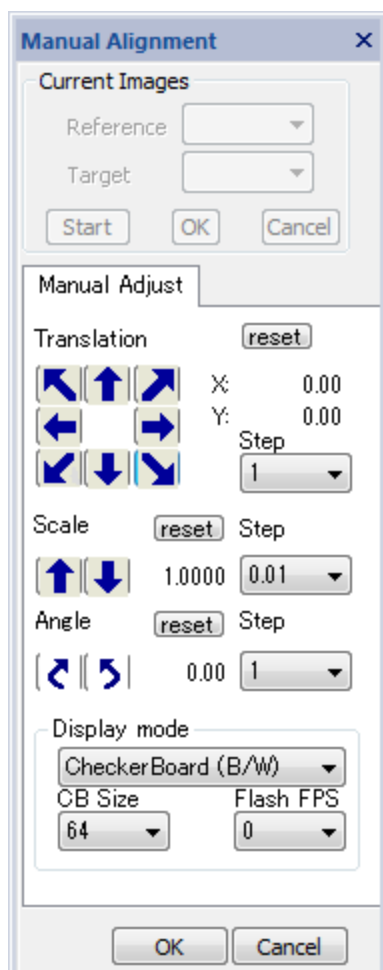 Manual Alignment
Current Images
Reference
Target
Start OK Cancel
Manual Adjust
Translation reset
X: 0.00
Y: 0.00
Step
1
Scale reset Step
1.0000 0.01
Angle reset Step
0.00 1
Display mode
CheckerBoard (B/W)
CB Size Flash FPS
64 0
OK Cancel